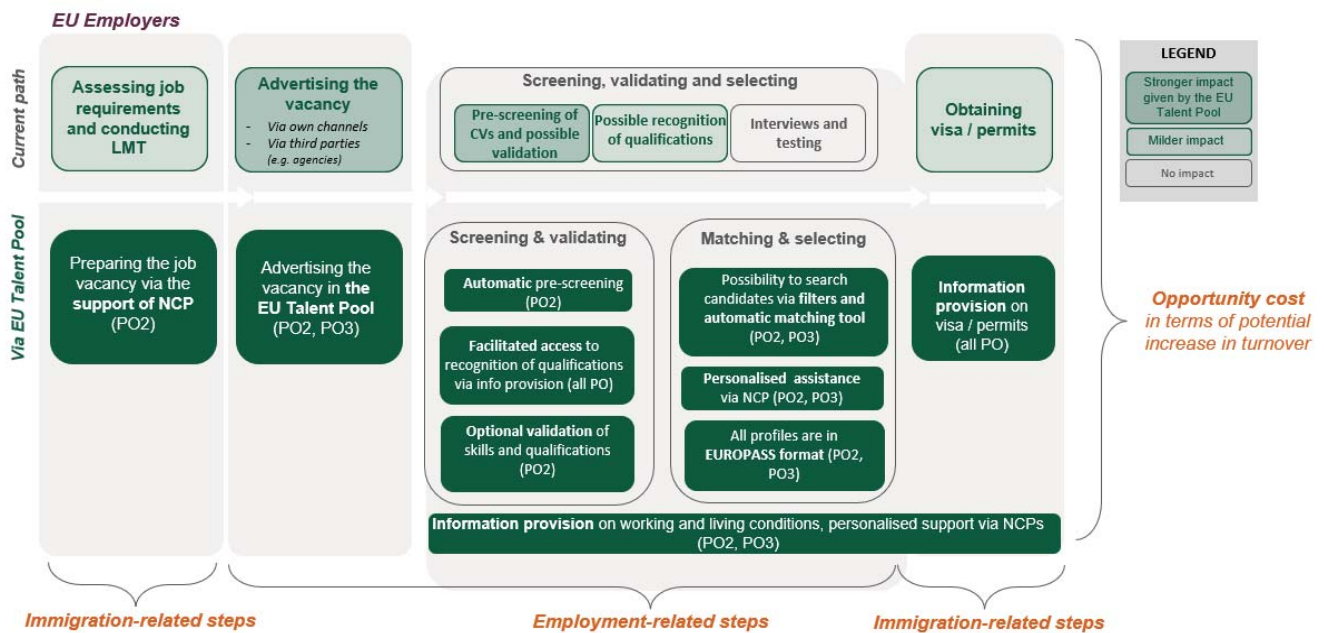 EU Employers
Current path
Assessing job
requirements
and conducting
LMT
Advertising the
vacancy
- Via own channels
- Via third parties
(e.g. agencies)
Screening, validating and selecting
Pre-screening of
CVs and possible
validation
Possible recognition
of qualifications
Interviews and
testing
Obtaining
visa / permits
LEGEND
Stronger impact
given by the EU
Talent Pool
Milder impact
No impact
Via EU Talent Pool
Preparing the job
vacancy via the
support of NCP
(PO2)
Advertising the
vacancy in the
EU Talent Pool
(PO2, PO3)
Screening & validating
Automatic pre-screening
(PO2)
Facilitated access to
recognition of qualifications
via info provision (all PO)
Optional validation of
skills and qualifications
(PO2)
Matching & selecting
Possibility to search
candidates via filters and
automatic matching tool
(PO2, PO3)
Personalised assistance
via NCP (PO2, PO3)
All profiles are in
EUROPASS format (PO2,
PO3)
Information
provision on
visa / permits
(all PO)
Opportunity cost
in terms of potential
increase in turnover
Information provision on working and living conditions, personalised support via NCPs
(PO2, PO3)
Immigration-related steps
Employment-related steps
Immigration-related steps